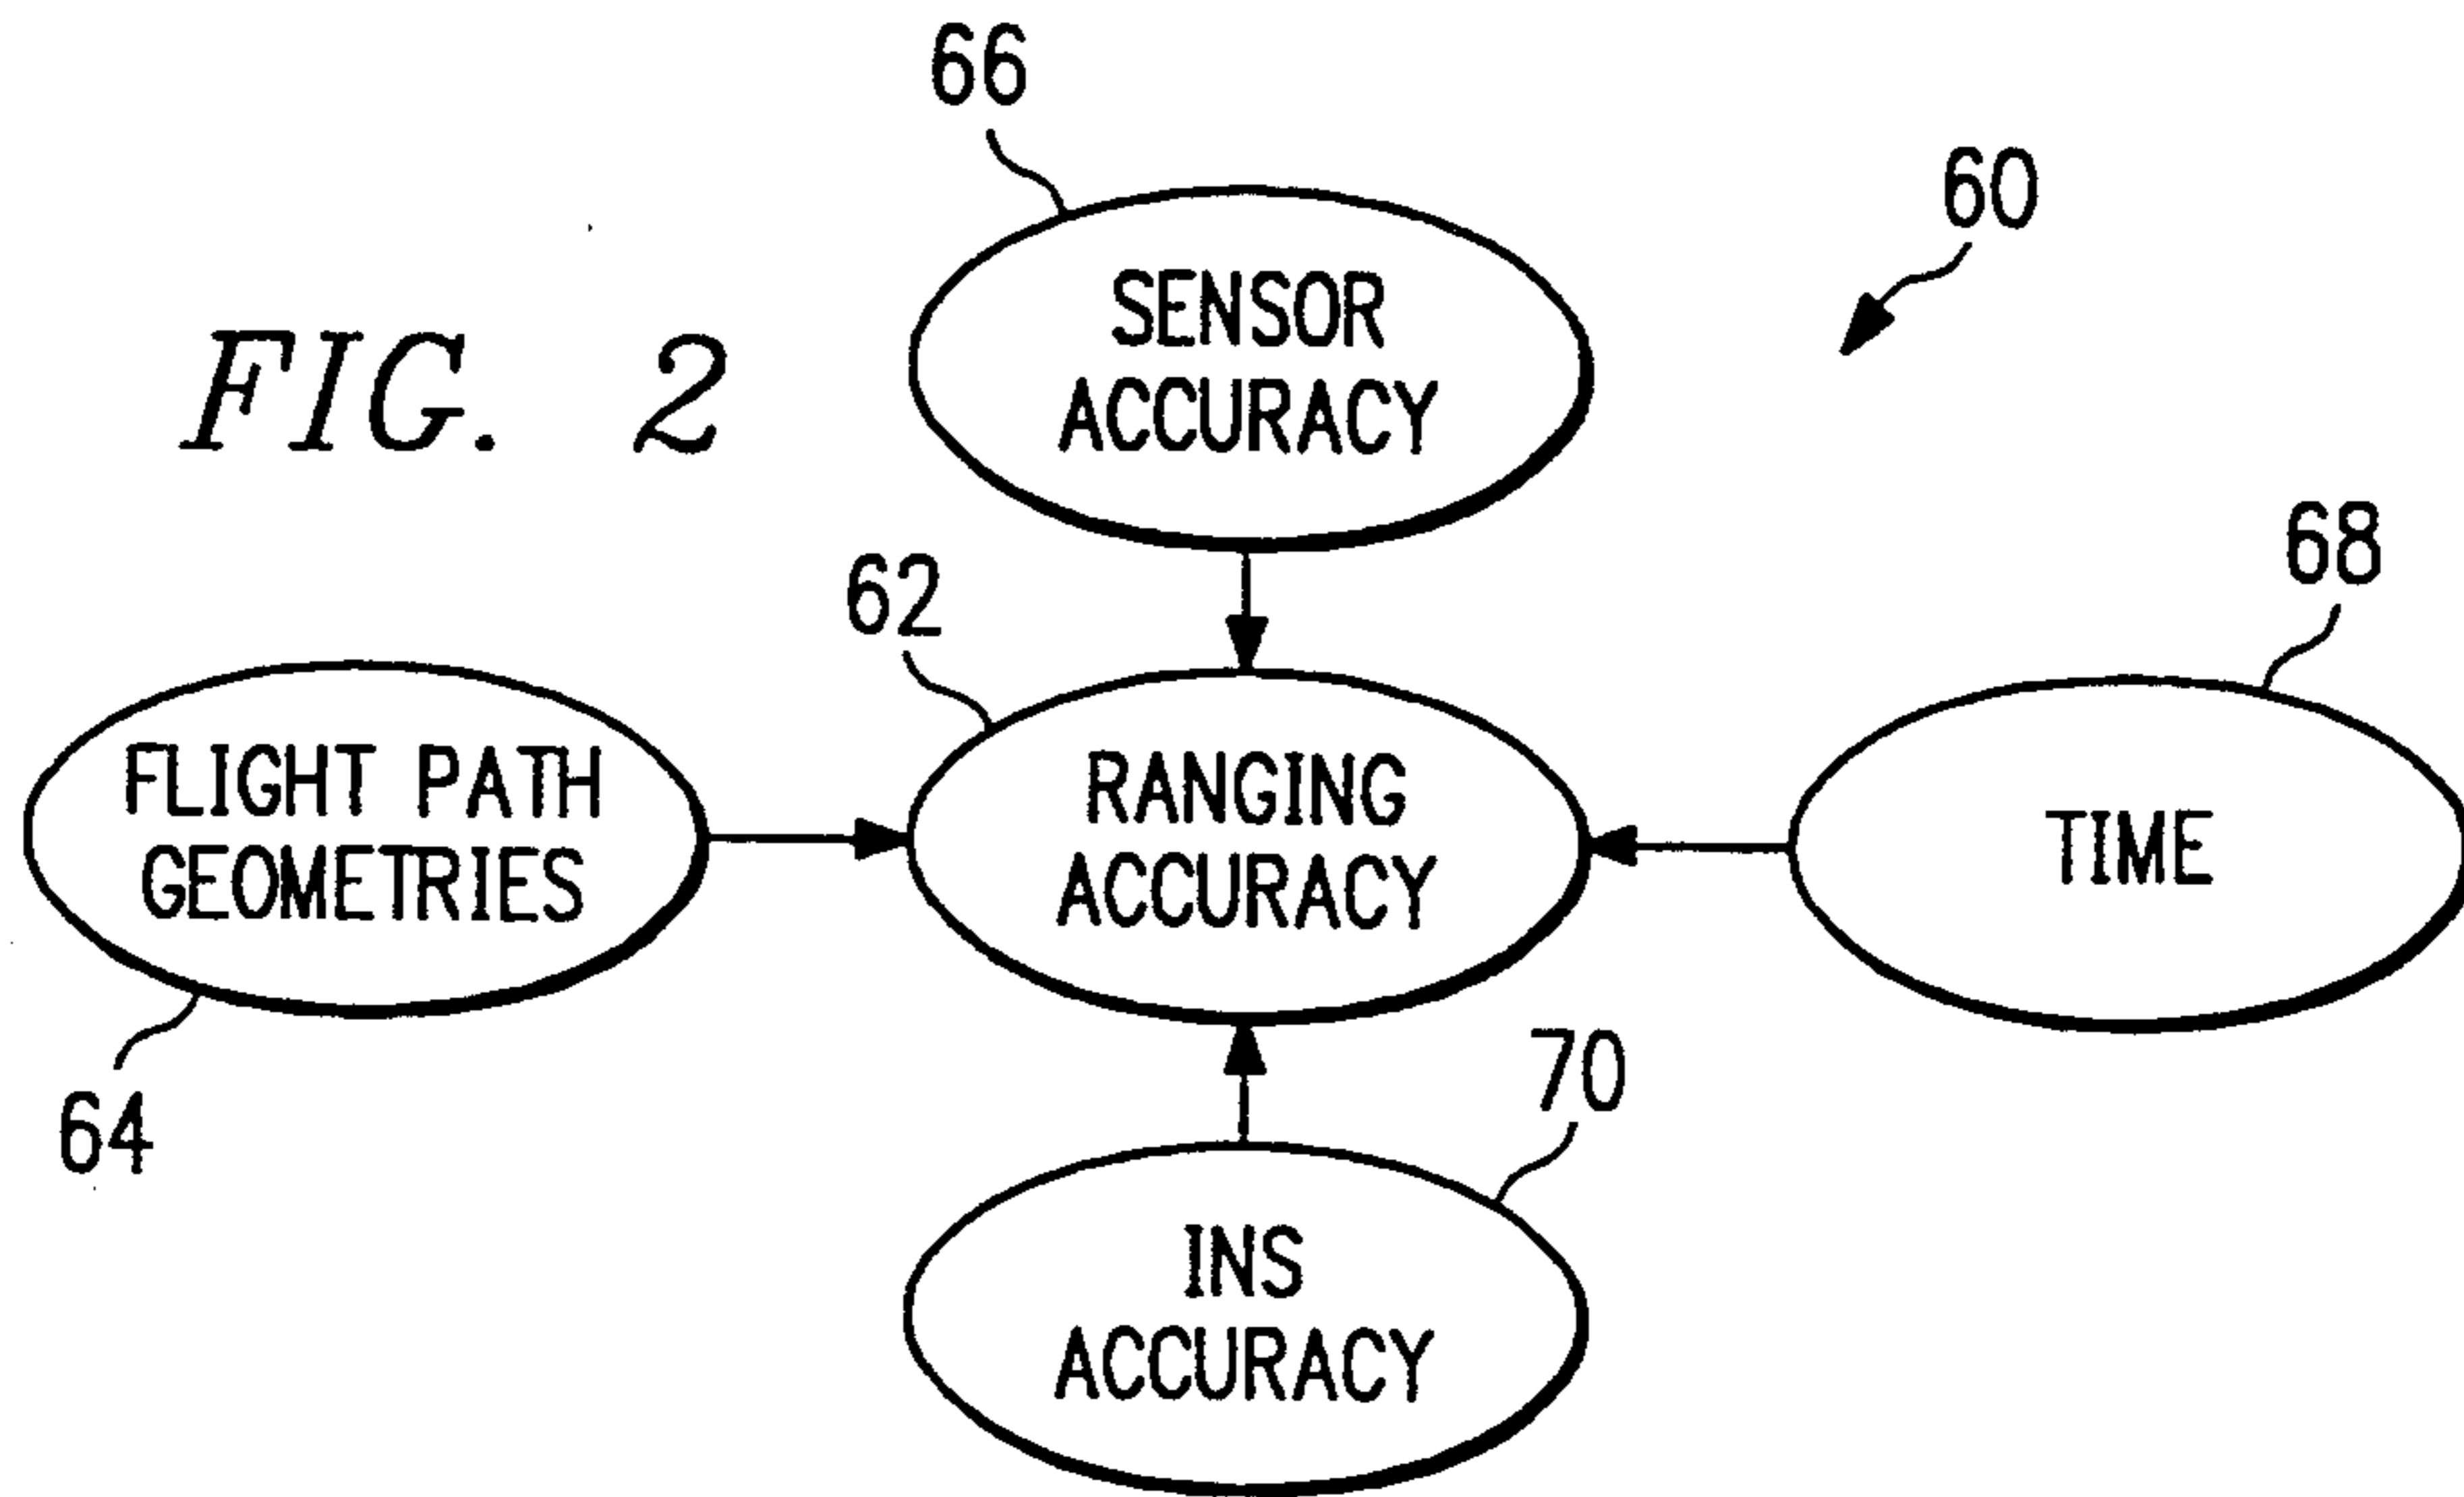 66
60
SENSOR
ACCURACY
FIG. 2
68
62
FLIGHT PATH
GEOMETRIES
RANGING
ACCURACY
TIME
70
64
INS
ACCURACY